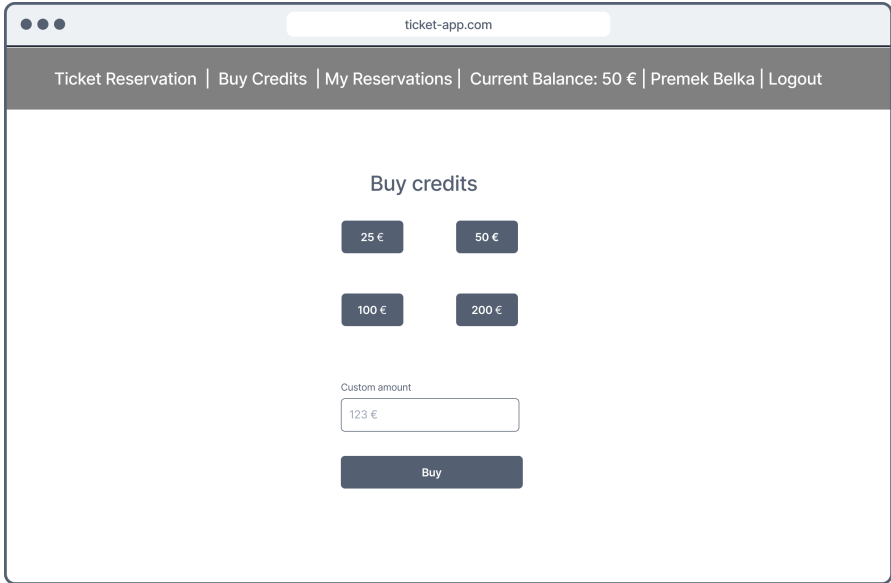 ticket-app.com
Ticket Reservation | Buy Credits | My Reservations | Current Balance: 50 € | Premek Belka | Logout
Buy credits
25 € 50 €
100 € 200 €
Custom amount
123 €
Buy